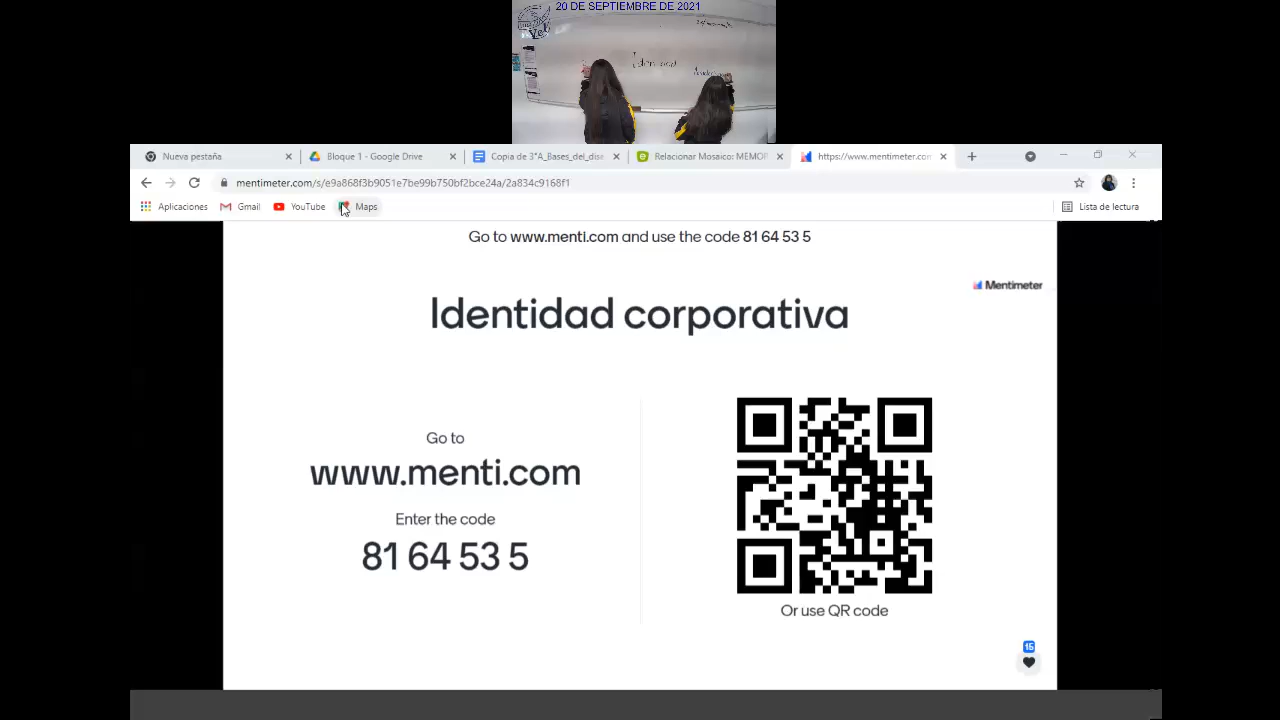 20 DE SEPTIEMBRE DE 2021
Identidad
Nueva pestaña
Bloque 1 - Google Drive
Copia de 3°A_Bases_del_dise
Relacionar Mosaico: MEMOR
https://www.mentimeter.com
mentimeter.com/s/e9a868f3b9051e7be99b750bf2bce24a/2a834c9168f1
Aplicaciones
Gmail
YouTube
Maps
Lista de lectura
Go to www.menti.com and use the code 81 64 53 5
Mentimeter
Identidad corporativa
Go to
www.menti.com
Enter the code
81 64 53 5
Or use QR code
15